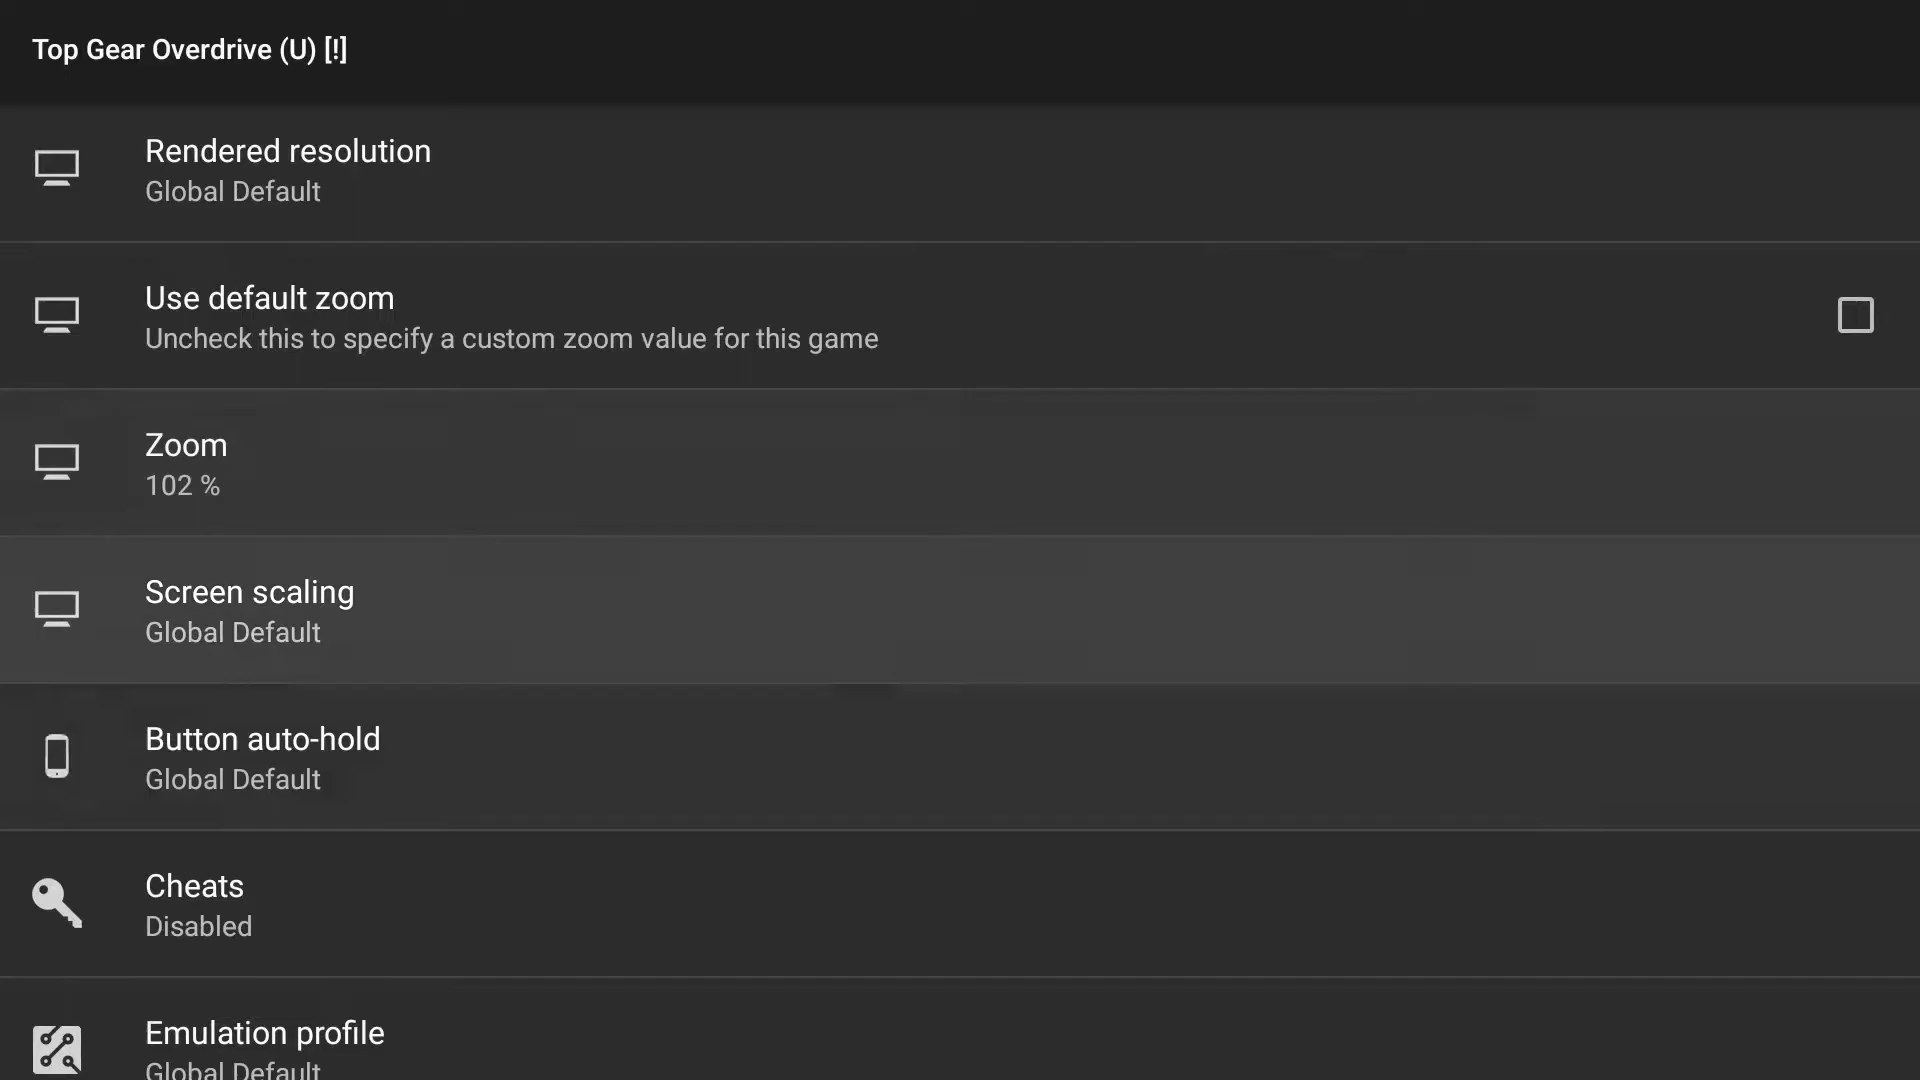 Top Gear Overdrive (U) [!]
Rendered resolution
Global Default
Use default zoom
Uncheck this to specify a custom zoom value for this game
Zoom
102 %
Screen scaling
Global Default
Button auto-hold
Global Default
Cheats
Disabled
Emulation profile
Global Default